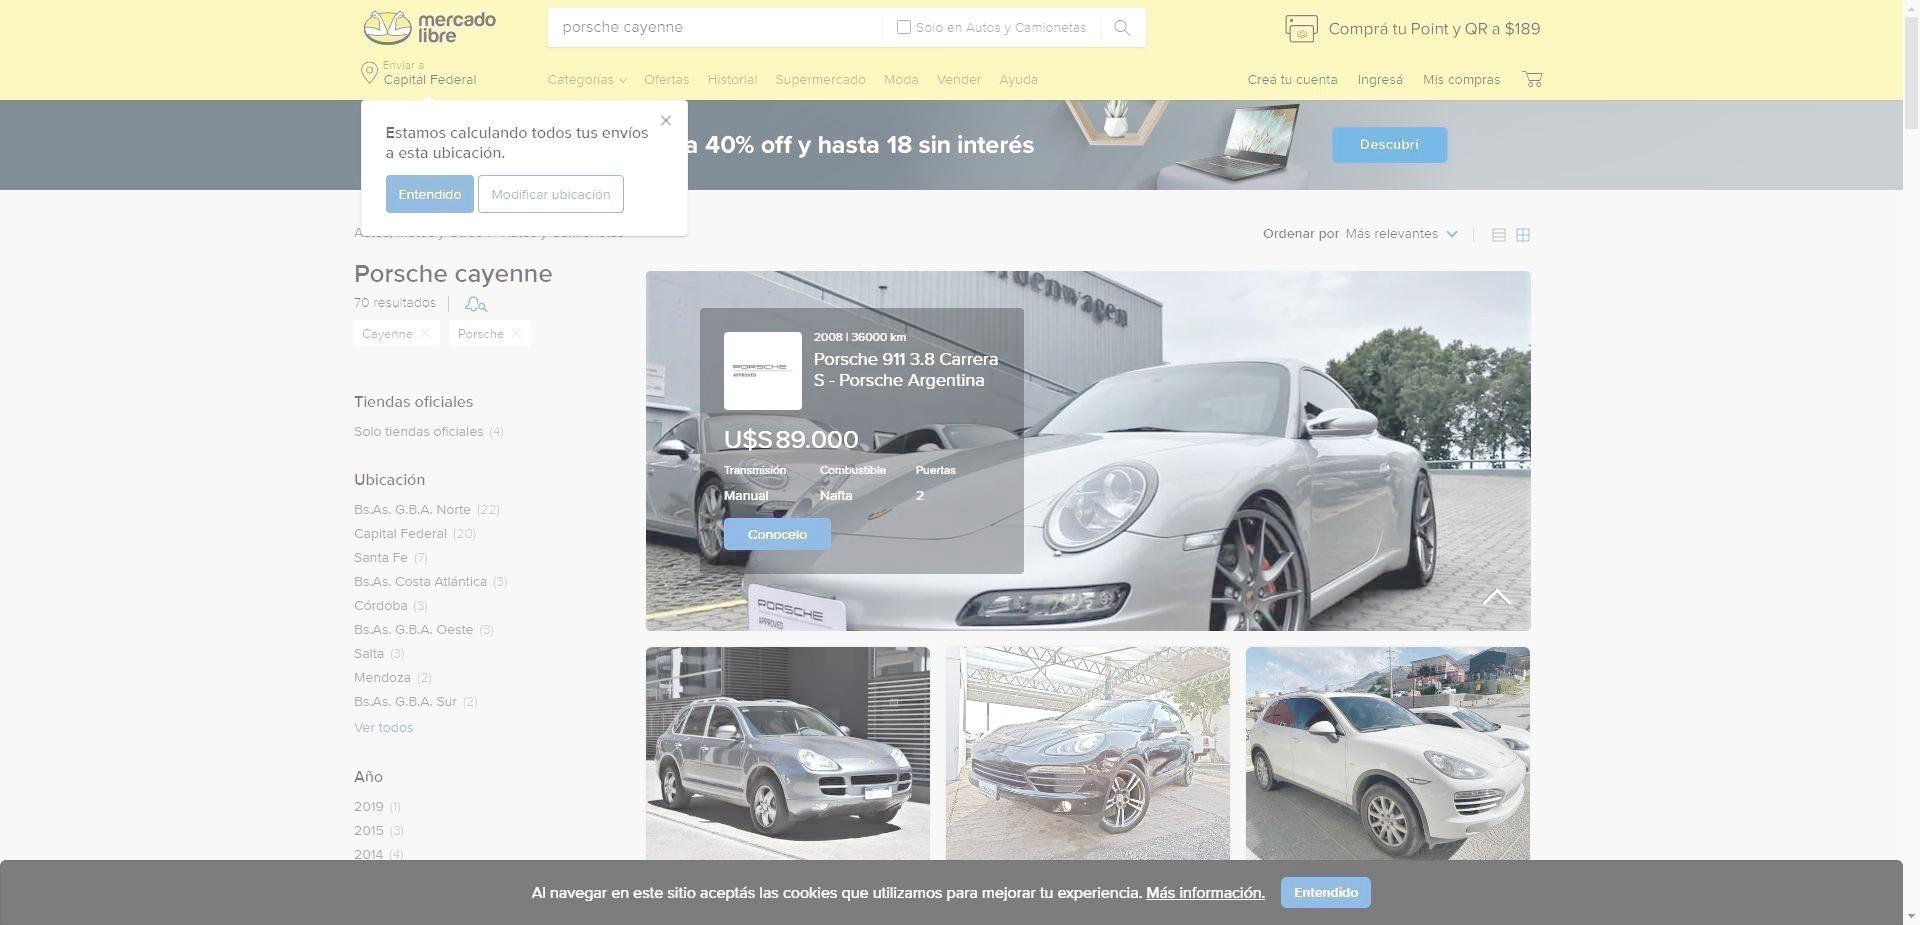 mercado
libre
porsche cayenne
Solo en Autos y Camionetas
Comprá tu Point y QR a $189
Enviar a
Capital Federal
Categorías
Ofertas
Historial
Supermercado
Moda
Vender
Ayuda
Creá tu cuenta
Ingresá
Mis compras
Estamos calculando todos tus envíos
a esta ubicación.
Entendido
Modificar ubicación
a 40% off y hasta 18 sin interés
Descubrí
Ordenar por Más relevantes
Porsche cayenne
70 resultados
Cayenne
Porsche
Tiendas oficiales
Solo tiendas oficiales (4)
Ubicación
Bs.As. G.B.A. Norte (22)
Capital Federal (20)
Santa Fe (7)
Bs.As. Costa Atlántica (3)
Córdoba (3)
Bs.As. G.B.A. Oeste (3)
Salta (3)
Mendoza (2)
Bs.As. G.B.A. Sur (2)
Ver todos
Año
2019 (1)
2015 (3)
2014 (4)
PORSCHE
APPROVED
2008 | 36000 km
Porsche 911 3.8 Carrera
S - Porsche Argentina
U$S 89.000
Transmisión
Combustible
Puertas
Manual
Nafta
2
Conocelo
PORSCHE
APPROVED
Al navegar en este sitio aceptás las cookies que utilizamos para mejorar tu experiencia. Más información.
Entendido